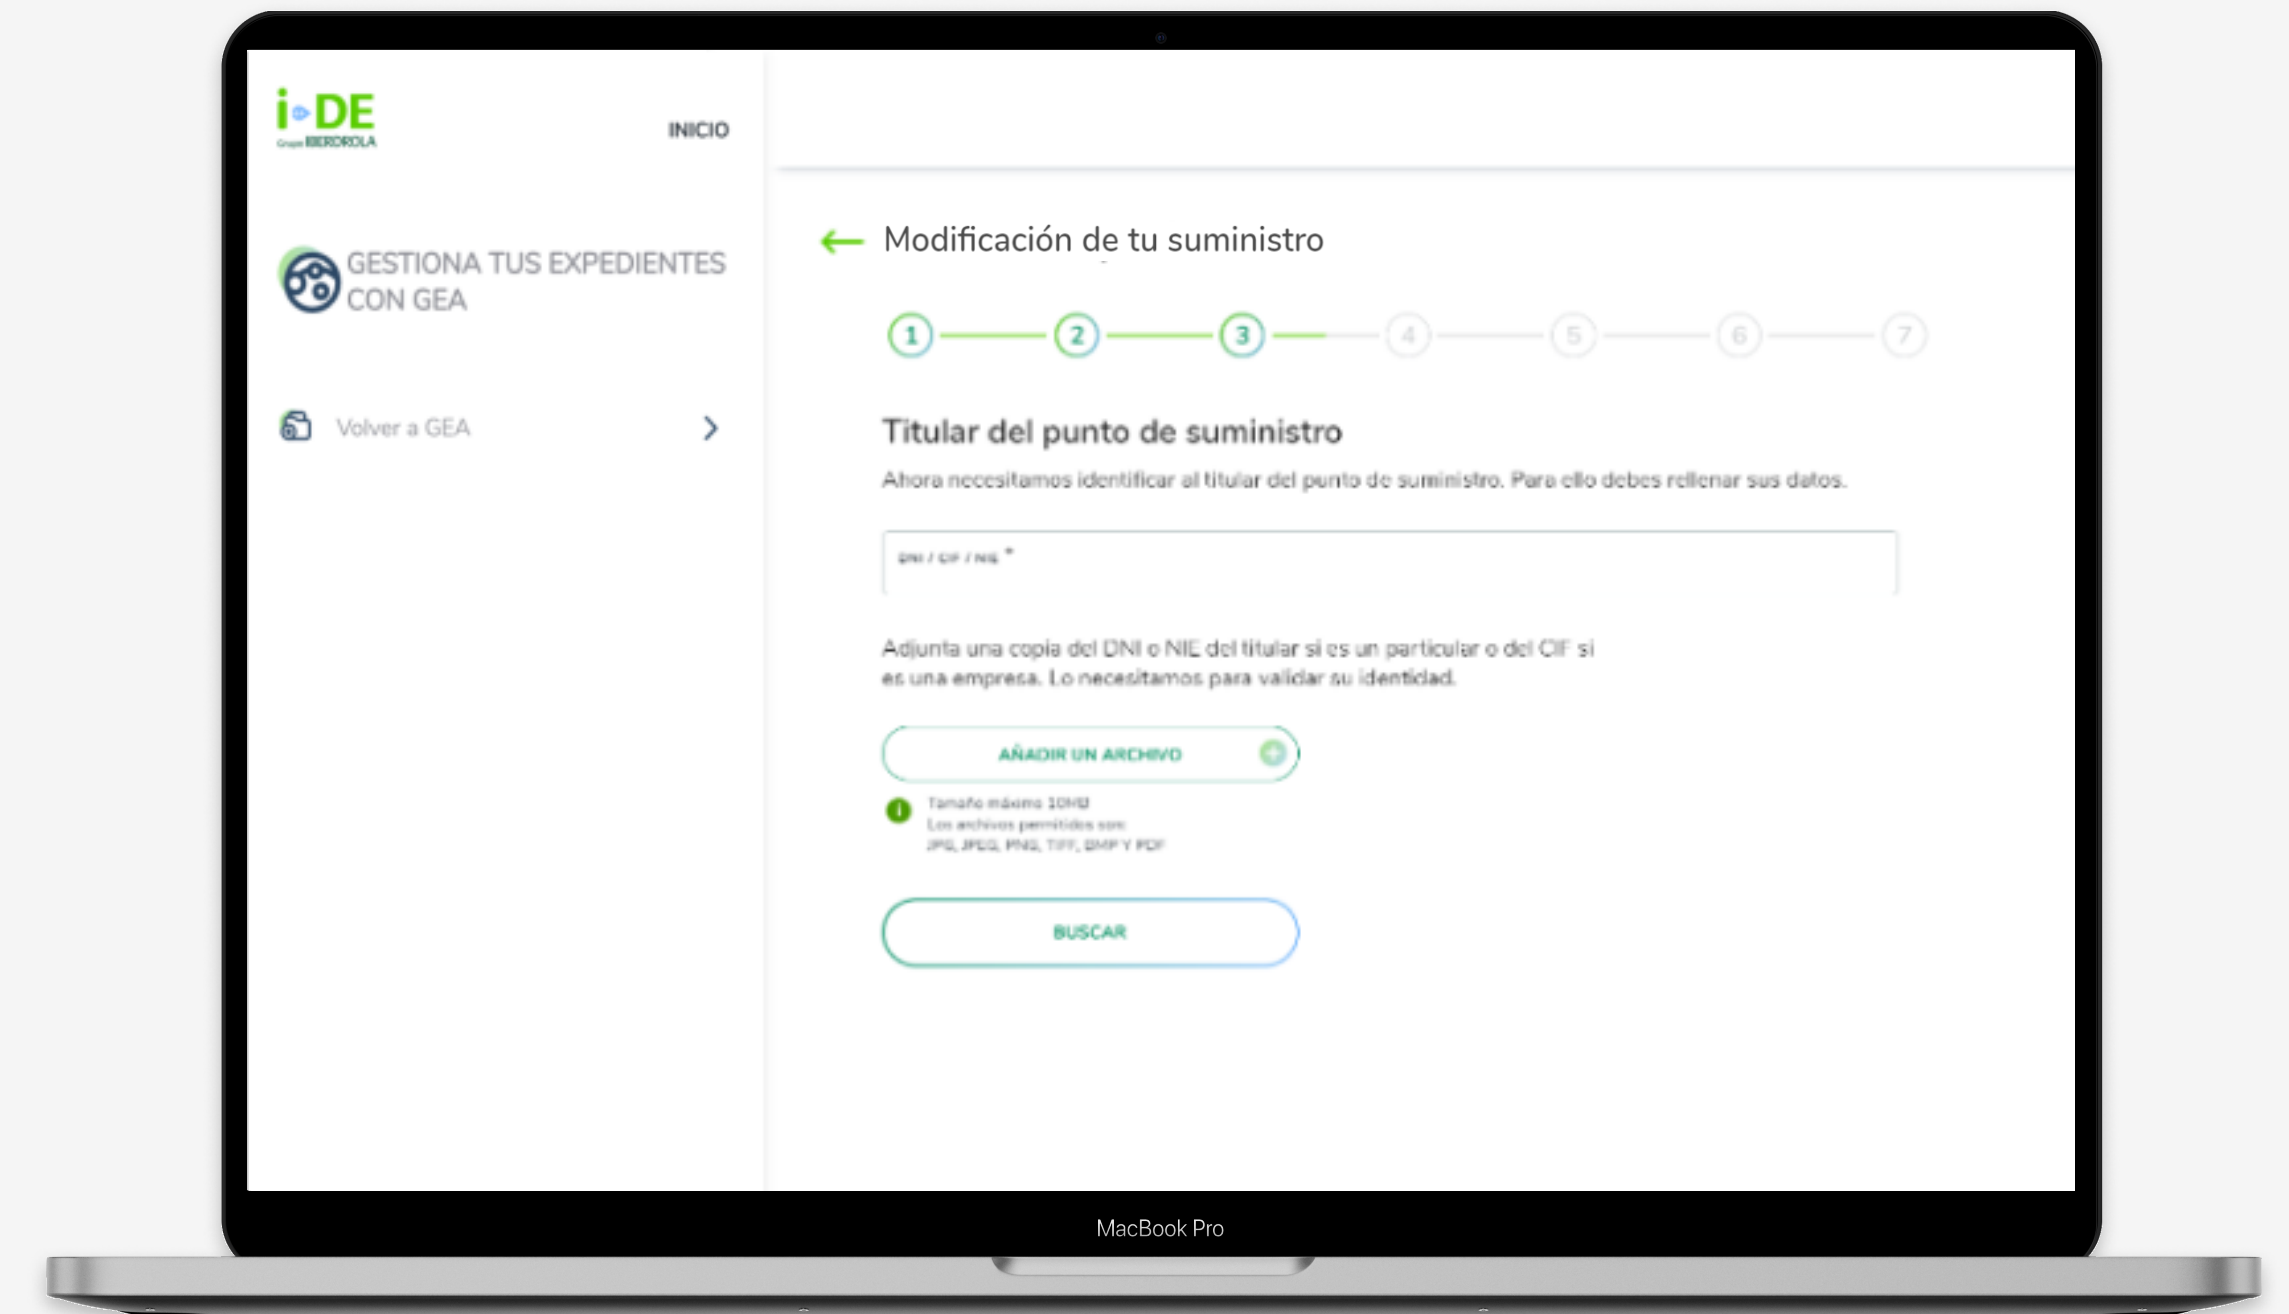 i-DE
Grupo IBERDROLA
INICIO
GESTIONA TUS EXPEDIENTES
CON GEA
Volver a GEA
Modificación de tu suministro
1 2 3 4 5 6 7
Titular del punto de suministro
Ahora necesitamos identificar al titular del punto de suministro. Para ello debes rellenar sus datos.
DNI / CIF / NIE *
Adjunta una copia del DNI o NIE del titular si es un particular o del CIF si
es una empresa. Lo necesitamos para validar su identidad.
AÑADIR UN ARCHIVO
Tamaño máximo 10MB
Los archivos permitidos son:
JPG, JPEG, PNG, TIFF, BMP Y PDF
BUSCAR
MacBook Pro